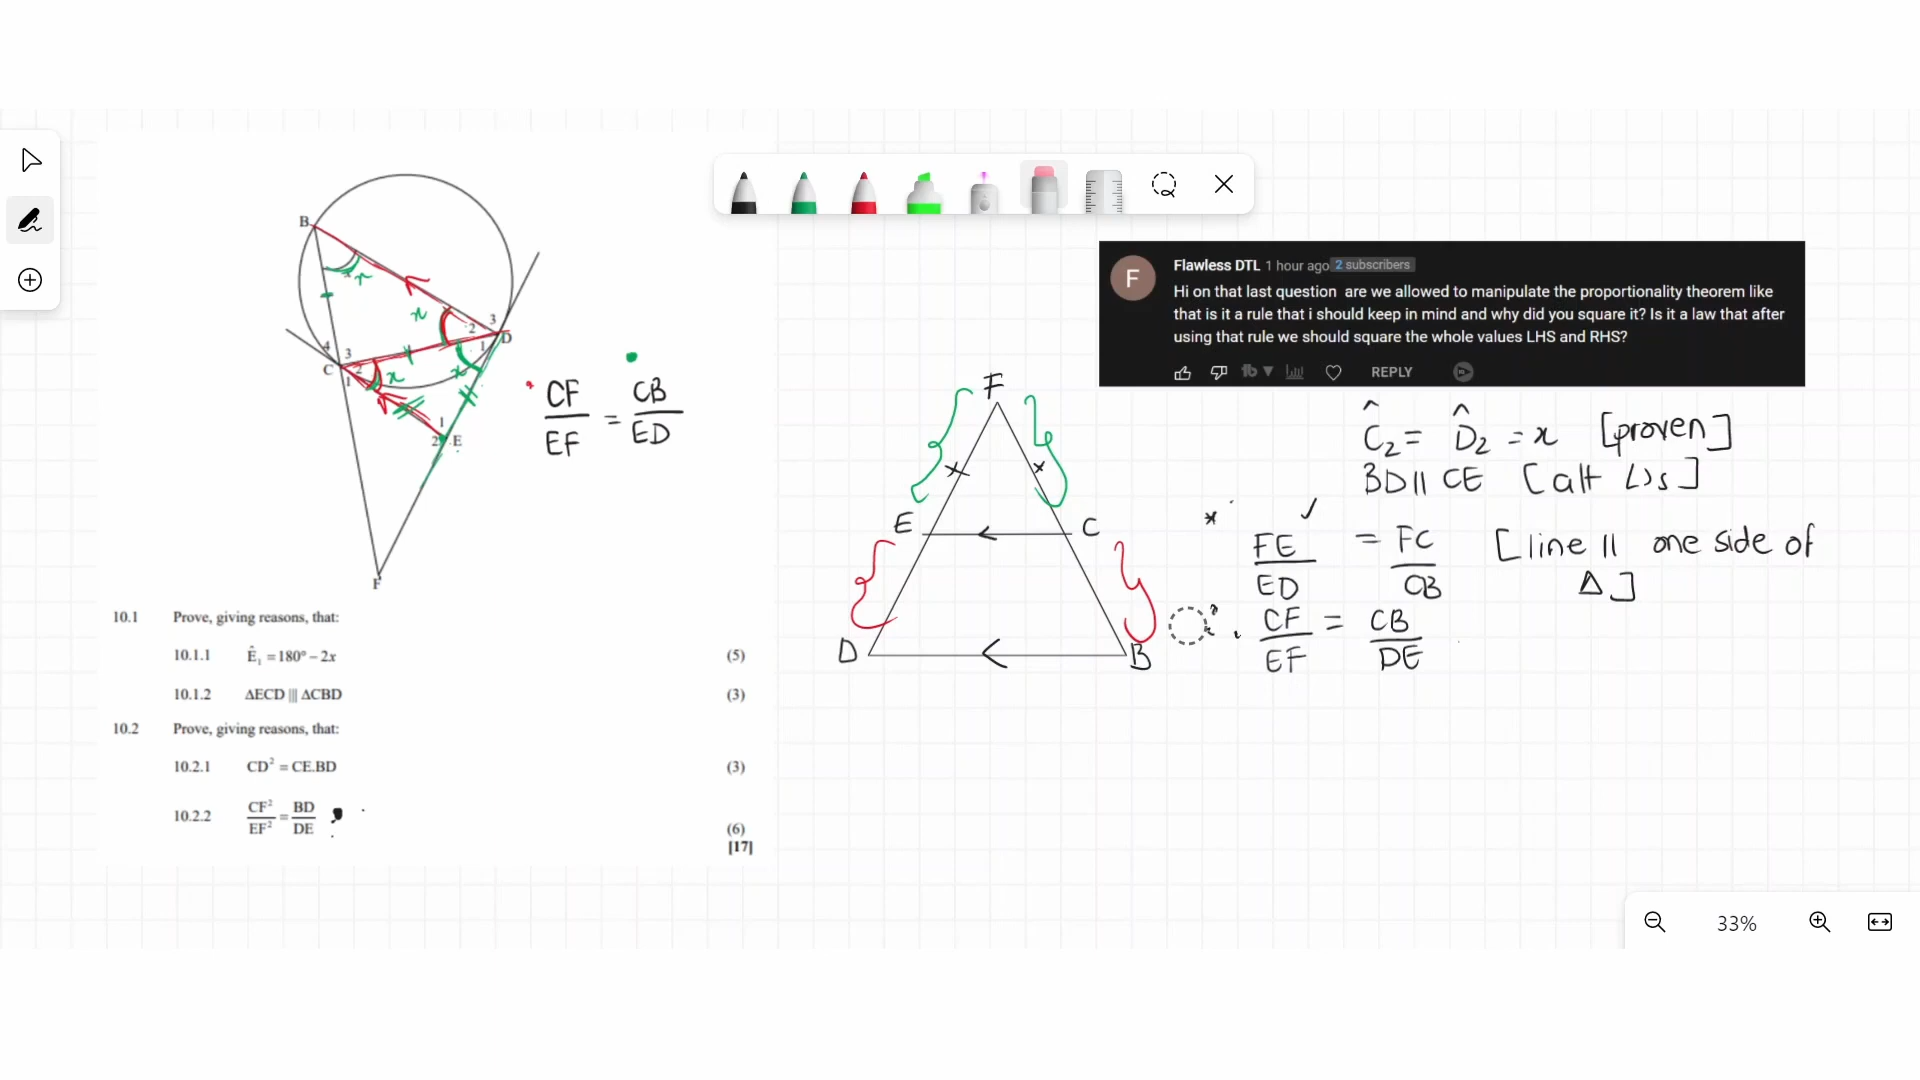 B
x
x
2
3
D
1
4
3
C
2
x
x
1
1
2
E
F
CF/EF = CB/ED
10.1 Prove, giving reasons, that:
10.1.1 Ê₁ = 180° – 2x (5)
10.1.2 ΔECD ||| ΔCBD (3)
10.2 Prove, giving reasons, that:
10.2.1 CD² = CE.BD (3)
10.2.2 CF²/EF² = BD/DE (6)
[17]
F
E
C
D
B
F
Flawless DTL 1 hour ago 2 subscribers
Hi on that last question are we allowed to manipulate the proportionality theorem like
that is it a rule that i should keep in mind and why did you square it? Is it a law that after
using that rule we should square the whole values LHS and RHS?
REPLY
Ĉ₂ = D̂₂ = x [proven]
BD || CE [alt ∠s]
* FE/ED = FC/CB [line || one side of
Δ]
CF/EF = CB/DE
33%